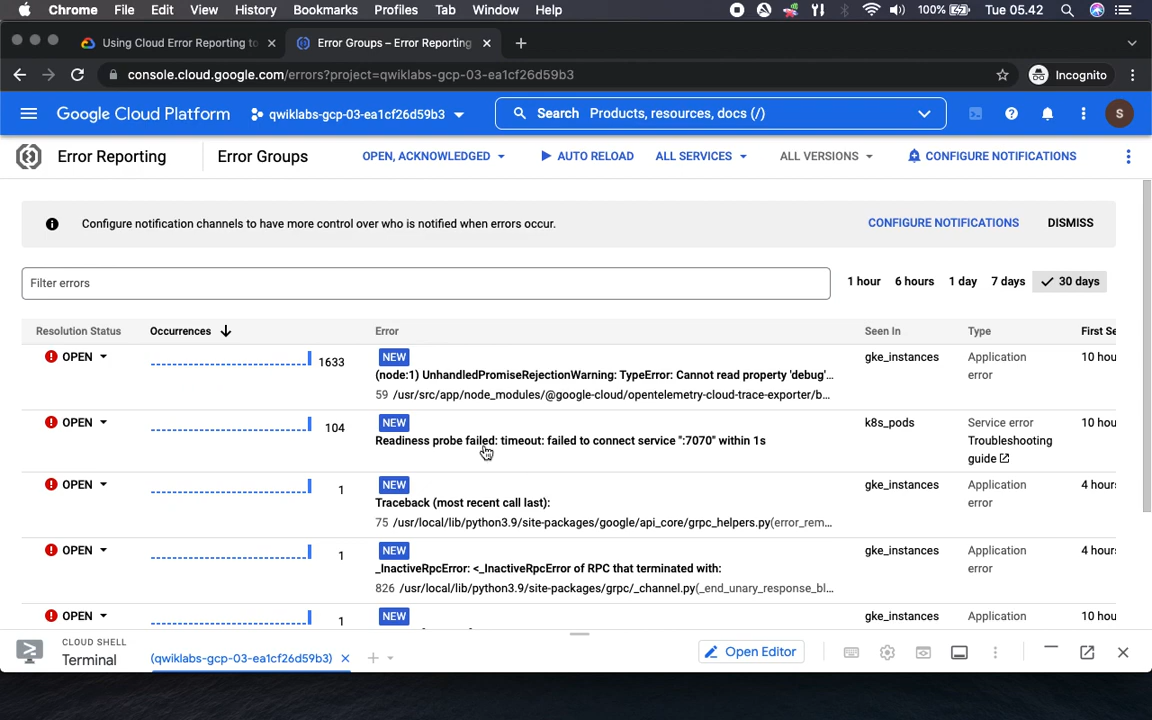 Chrome File Edit View History Bookmarks Profiles Tab Window Help 100% Tue 05.42
Using Cloud Error Reporting to Error Groups – Error Reporting
console.cloud.google.com/errors?project=qwiklabs-gcp-03-ea1cf26d59b3 Incognito
Google Cloud Platform qwiklabs-gcp-03-ea1cf26d59b3 Search Products, resources, docs (/) S
Error Reporting Error Groups OPEN, ACKNOWLEDGED AUTO RELOAD ALL SERVICES ALL VERSIONS CONFIGURE NOTIFICATIONS
Configure notification channels to have more control over who is notified when errors occur. CONFIGURE NOTIFICATIONS DISMISS
Filter errors 1 hour 6 hours 1 day 7 days 30 days
Resolution Status Occurrences Error Seen In Type First Se
OPEN 1633 NEW gke_instances Application 10 hou
(node:1) UnhandledPromiseRejectionWarning: TypeError: Cannot read property 'debug'... error
59 /usr/src/app/node_modules/@google-cloud/opentelemetry-cloud-trace-exporter/b...
OPEN 104 NEW k8s_pods Service error 10 hou
Readiness probe failed: timeout: failed to connect service ":7070" within 1s Troubleshooting
guide
OPEN 1 NEW gke_instances Application 4 hours
Traceback (most recent call last): error
75 /usr/local/lib/python3.9/site-packages/google/api_core/grpc_helpers.py(error_rem...
OPEN 1 NEW gke_instances Application 4 hours
_InactiveRpcError: <_InactiveRpcError of RPC that terminated with: error
826 /usr/local/lib/python3.9/site-packages/grpc/_channel.py(_end_unary_response_bl...
OPEN 1 NEW gke_instances Application 10 hou
CLOUD SHELL
Terminal (qwiklabs-gcp-03-ea1cf26d59b3) Open Editor